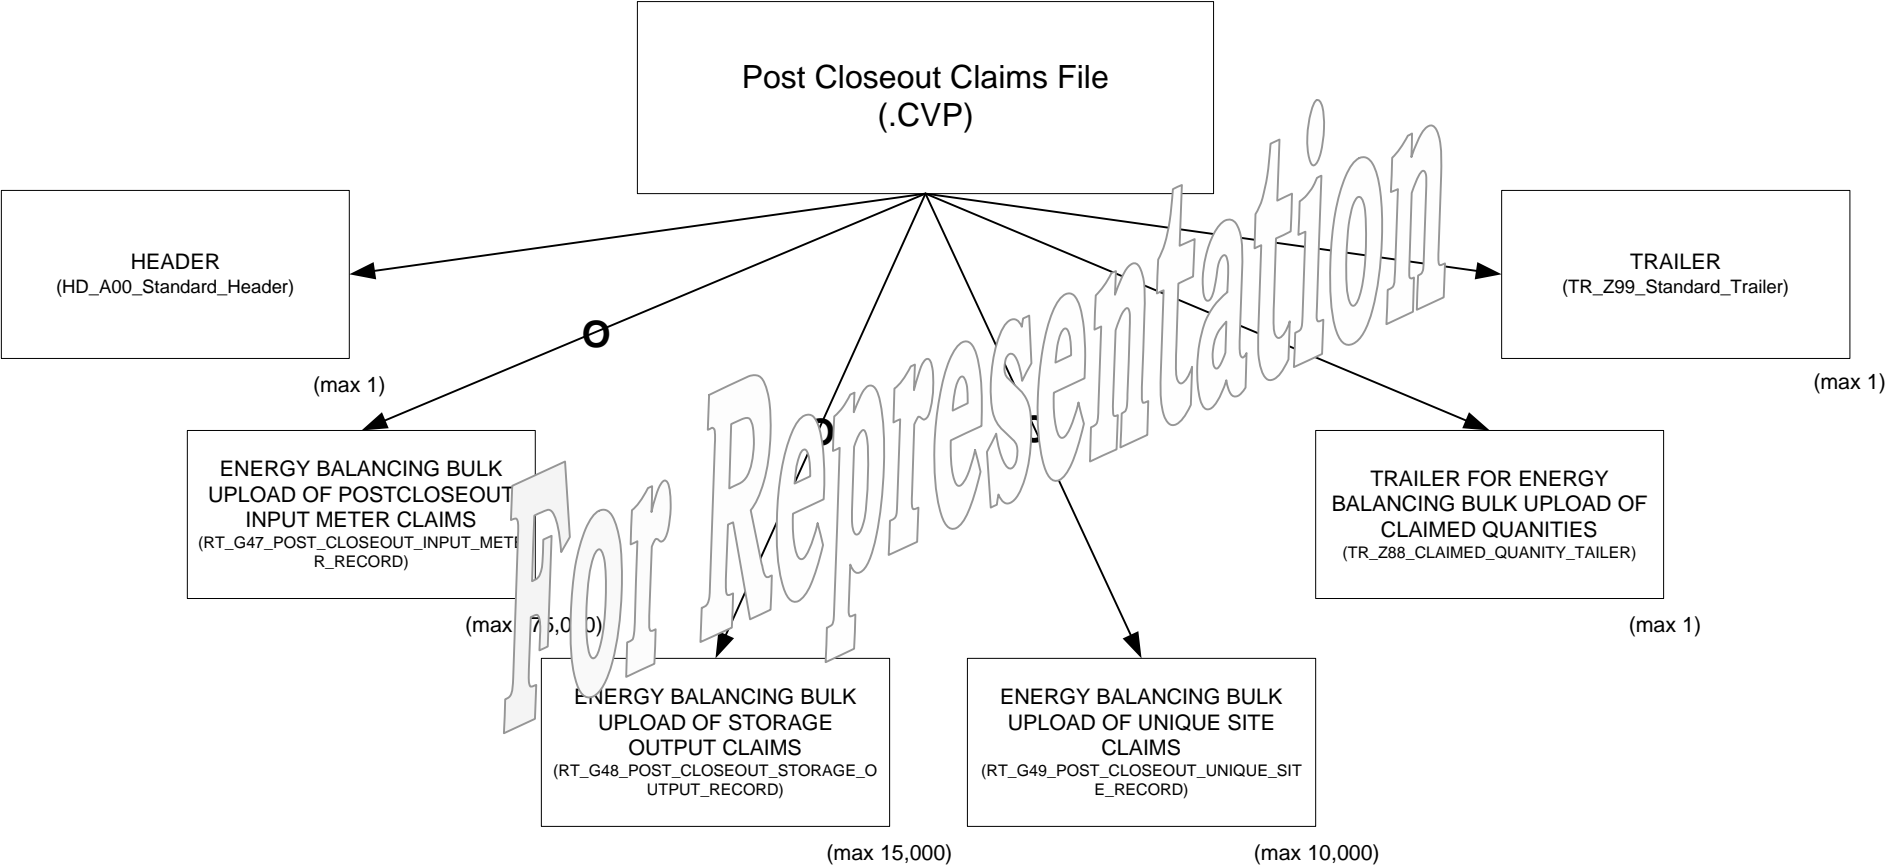 Post Closeout Claims File
(.CVP)
HEADER
(HD_A00_Standard_Header)
(max 1)
TRAILER
(TR_Z99_Standard_Trailer)
(max 1)
O
O
ENERGY BALANCING BULK
UPLOAD OF POSTCLOSEOUT
INPUT METER CLAIMS
(RT_G47_POST_CLOSEOUT_INPUT_METE
R_RECORD)
(max
TRAILER FOR ENERGY
BALANCING BULK UPLOAD OF
CLAIMED QUANITIES
(TR_Z88_CLAIMED_QUANITY_TAILER)
(max 1)
ENERGY BALANCING BULK
UPLOAD OF STORAGE
OUTPUT CLAIMS
(RT_G48_POST_CLOSEOUT_STORAGE_O
UTPUT_RECORD)
(max 15,000)
ENERGY BALANCING BULK
UPLOAD OF UNIQUE SITE
CLAIMS
(RT_G49_POST_CLOSEOUT_UNIQUE_SIT
E_RECORD)
(max 10,000)
For Representation